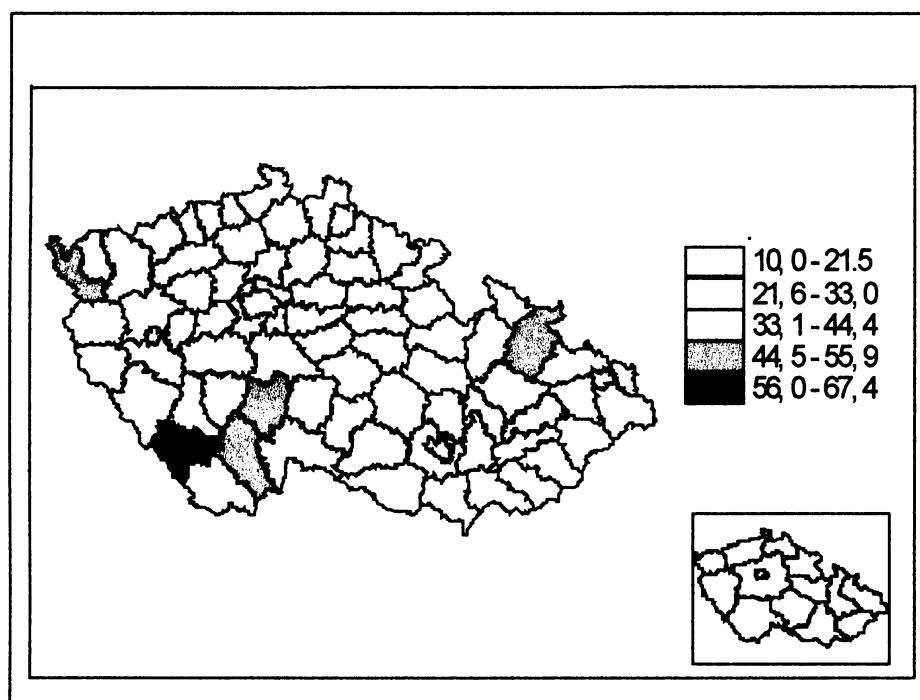 10, 0 - 21.5
21, 6 - 33, 0
33, 1 - 44, 4
44, 5 - 55, 9
56, 0 - 67, 4